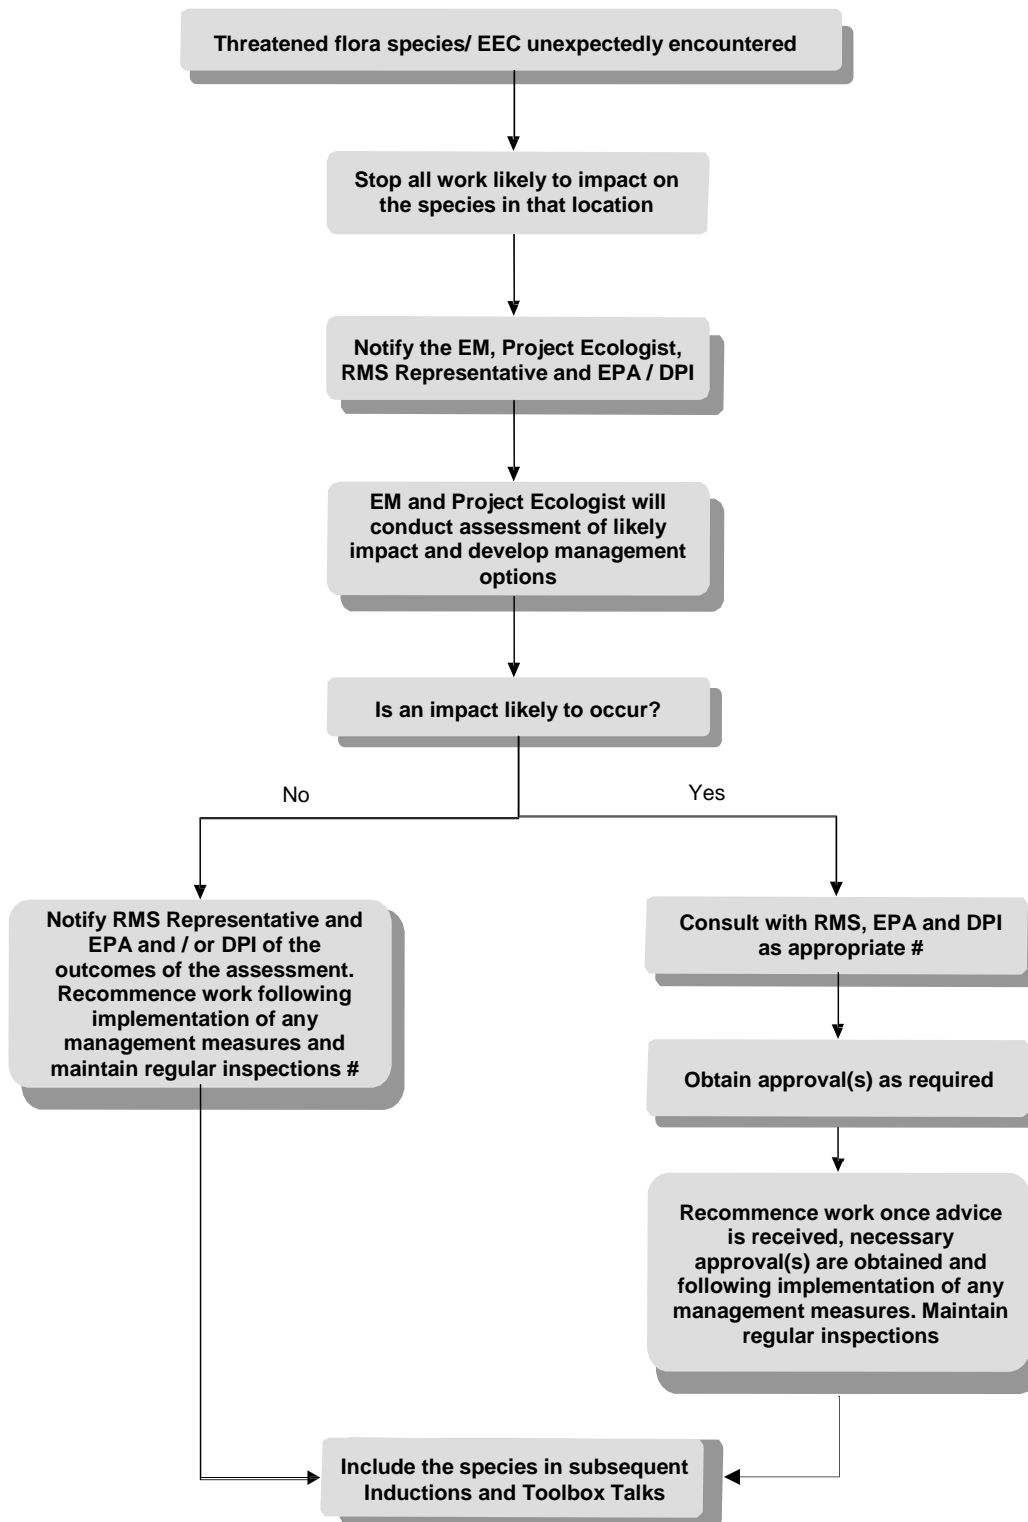 Threatened flora species/ EEC unexpectedly encountered
Stop all work likely to impact on
the species in that location
Notify the EM, Project Ecologist,
RMS Representative and EPA / DPI
EM and Project Ecologist will
conduct assessment of likely
impact and develop management
options
Is an impact likely to occur?
No
Yes
Notify RMS Representative and
EPA and / or DPI of the
outcomes of the assessment.
Recommence work following
implementation of any
management measures and
maintain regular inspections #
Consult with RMS, EPA and DPI
as appropriate #
Obtain approval(s) as required
Recommence work once advice
is received, necessary
approval(s) are obtained and
following implementation of any
management measures. Maintain
regular inspections
Include the species in subsequent
Inductions and Toolbox Talks